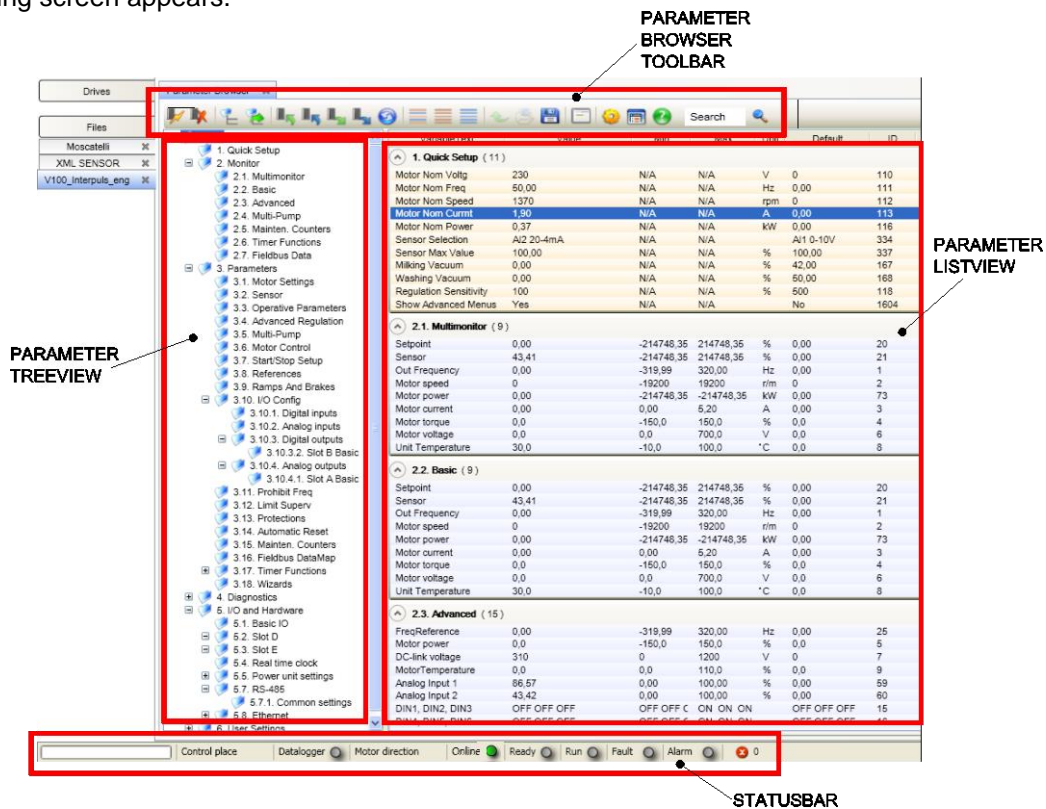 ng screen appears.
PARAMETER
BROWSER
TOOLBAR
Drives
Parameter Browser
Files
Search
Moscatelli
XML SENSOR
V100_Interpuls_eng
VariableText Value Min Max Unit Default ID
PARAMETER
TREEVIEW
1. Quick Setup
2. Monitor
2.1. Multimonitor
2.2. Basic
2.3. Advanced
2.4. Multi-Pump
2.5. Mainten. Counters
2.6. Timer Functions
2.7. Fieldbus Data
3. Parameters
3.1. Motor Settings
3.2. Sensor
3.3. Operative Parameters
3.4. Advanced Regulation
3.5. Multi-Pump
3.6. Motor Control
3.7. Start/Stop Setup
3.8. References
3.9. Ramps And Brakes
3.10. I/O Config
3.10.1. Digital inputs
3.10.2. Analog inputs
3.10.3. Digital outputs
3.10.3.2. Slot B Basic
3.10.4. Analog outputs
3.10.4.1. Slot A Basic
3.11. Prohibit Freq
3.12. Limit Superv
3.13. Protections
3.14. Automatic Reset
3.15. Mainten. Counters
3.16. Fieldbus DataMap
3.17. Timer Functions
3.18. Wizards
4. Diagnostics
5. I/O and Hardware
5.1. Basic IO
5.2. Slot D
5.3. Slot E
5.4. Real time clock
5.5. Power unit settings
5.7. RS-485
5.7.1. Common settings
5.8. Ethernet
6. User Settings
1. Quick Setup (11)
Motor Nom Voltg 230 N/A N/A V 0 110
Motor Nom Freq 50,00 N/A N/A Hz 0,00 111
Motor Nom Speed 1370 N/A N/A rpm 0 112
Motor Nom Currnt 1,90 N/A N/A A 0,00 113
Motor Nom Power 0,37 N/A N/A kW 0,00 116
Sensor Selection AI2 20-4mA N/A N/A AI1 0-10V 334
Sensor Max Value 100,00 N/A N/A % 100,00 337
Milking Vacuum 0,00 N/A N/A % 42,00 167
Washing Vacuum 0,00 N/A N/A % 50,00 168
Regulation Sensitivity 100 N/A N/A % 500 118
Show Advanced Menus Yes N/A N/A No 1604
2.1. Multimonitor (9)
Setpoint 0,00 -214748,35 214748,35 % 0,00 20
Sensor 43,41 -214748,35 214748,35 % 0,00 21
Out Frequency 0,00 -319,99 320,00 Hz 0,00 1
Motor speed 0 -19200 19200 r/m 0 2
Motor power 0,00 -214748,35 -214748,35 kW 0,00 73
Motor current 0,00 0,00 5,20 A 0,00 3
Motor torque 0,0 -150,0 150,0 % 0,0 4
Motor voltage 0,0 0,0 700,0 V 0,0 6
Unit Temperature 30,0 -10,0 100,0 °C 0,0 8
2.2. Basic (9)
Setpoint 0,00 -214748,35 214748,35 % 0,00 20
Sensor 43,41 -214748,35 214748,35 % 0,00 21
Out Frequency 0,00 -319,99 320,00 Hz 0,00 1
Motor speed 0 -19200 19200 r/m 0 2
Motor power 0,00 -214748,35 -214748,35 kW 0,00 73
Motor current 0,00 0,00 5,20 A 0,00 3
Motor torque 0,0 -150,0 150,0 % 0,0 4
Motor voltage 0,0 0,0 700,0 V 0,0 6
Unit Temperature 30,0 -10,0 100,0 °C 0,0 8
2.3. Advanced (15)
FreqReference 0,00 -319,99 320,00 Hz 0,00 25
Motor power 0,0 -150,0 150,0 % 0,0 5
DC-link voltage 310 0 1200 V 0 7
MotorTemperature 0,0 0,0 110,0 % 0,0 9
Analog Input 1 86,57 0,00 100,00 % 0,00 59
Analog Input 2 43,42 0,00 100,00 % 0,00 60
DIN1, DIN2, DIN3 OFF OFF OFF OFF OFF C ON ON ON OFF OFF OFF 15
PARAMETER
LISTVIEW
Control place Datalogger Motor direction Online Ready Run Fault Alarm 0
STATUSBAR